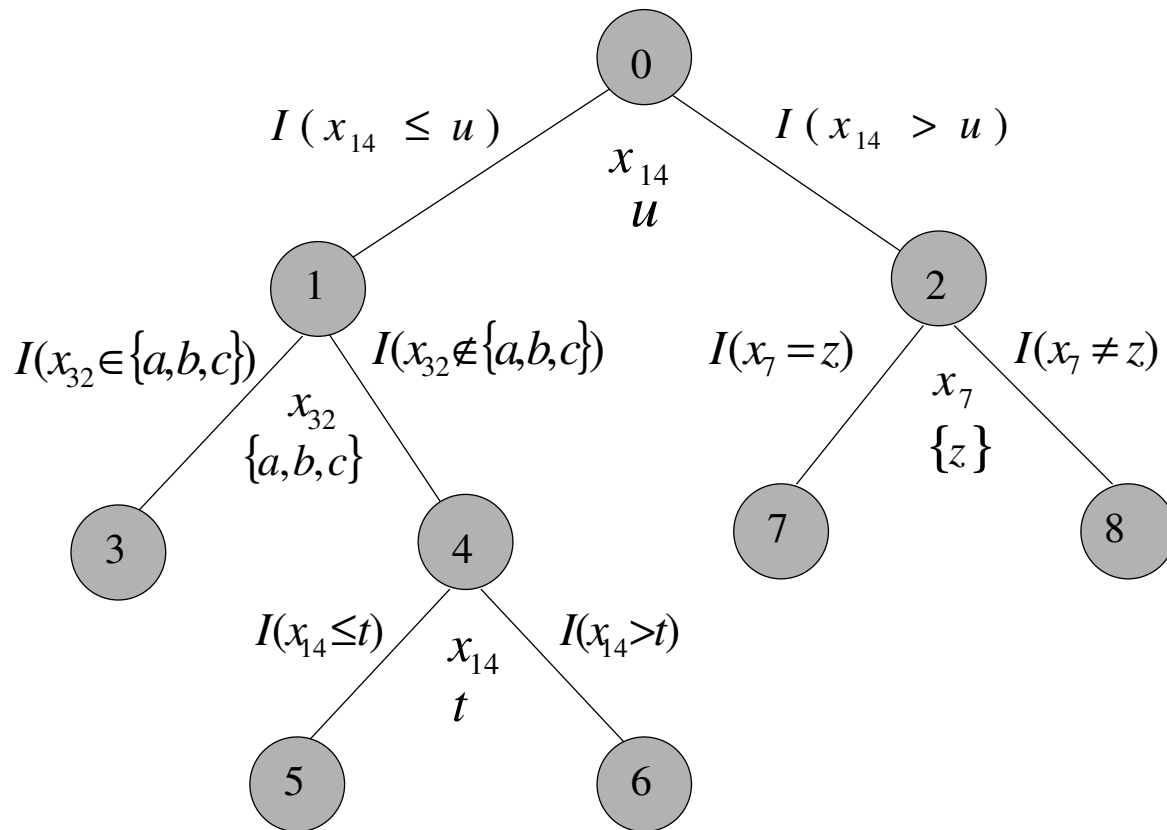 0
I ( x₁₄ ≤ u )
I ( x₁₄ > u )
x₁₄
u
1
2
I(x₃₂∈{a,b,c})
I(x₃₂∉{a,b,c})
I(x₇=z)
I(x₇≠z)
x₃₂
{a,b,c}
x₇
{z}
3
4
7
8
I(x₁₄≤t)
I(x₁₄>t)
x₁₄
t
5
6